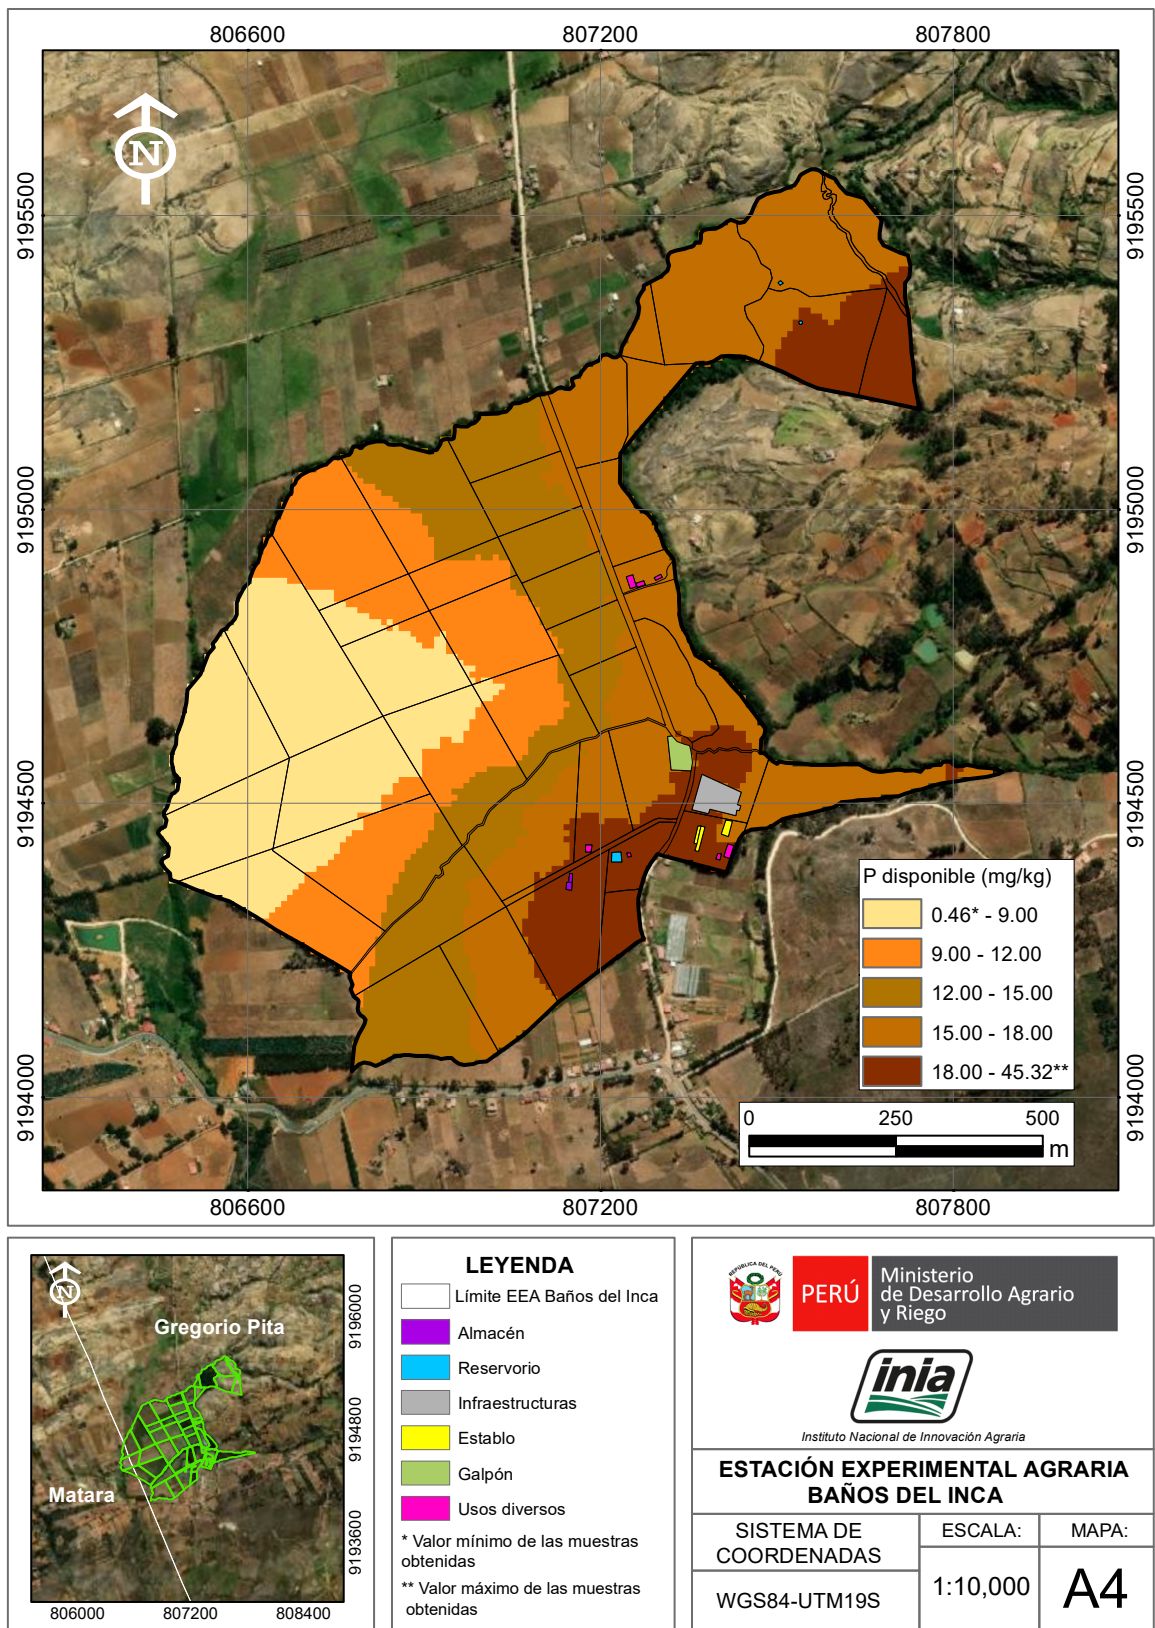 806600
807200
807800
N
9195500
9195500
9195000
9195000
9194500
9194500
9194000
9194000
P disponible (mg/kg)
0.46* - 9.00
9.00 - 12.00
12.00 - 15.00
15.00 - 18.00
18.00 - 45.32**
0 250 500
m
806600
807200
807800
N
Gregorio Pita
Matara
9196000
9194800
9193600
806000 807200 808400
LEYENDA
Límite EEA Baños del Inca
Almacén
Reservorio
Infraestructuras
Establo
Galpón
Usos diversos
* Valor mínimo de las muestras
obtenidas
** Valor máximo de las muestras
obtenidas
REPÚBLICA DEL PERÚ
PERÚ
Ministerio
de Desarrollo Agrario
y Riego
inia
Instituto Nacional de Innovación Agraria
ESTACIÓN EXPERIMENTAL AGRARIA
BAÑOS DEL INCA
SISTEMA DE
COORDENADAS
WGS84-UTM19S
ESCALA:
1:10,000
MAPA:
A4